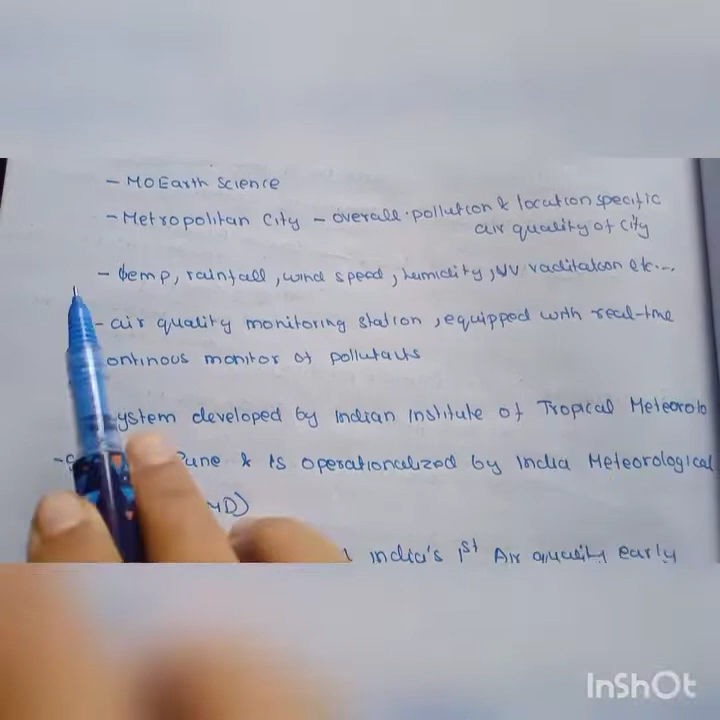 - MOEarth Science
- Metropolitan City - overall pollution & location specific
air quality of city
- temp, rainfall, wind speed, humidity, UV raditaioon etc...
- air quality monitoring station, equipped with real-time
ontinous monitor of pollutants
ystem developed by Indian Institute of Tropical Meteorolo
Pune & is operationalized by India Meteorological
MD)
India's 1st Air quality early
InShOt